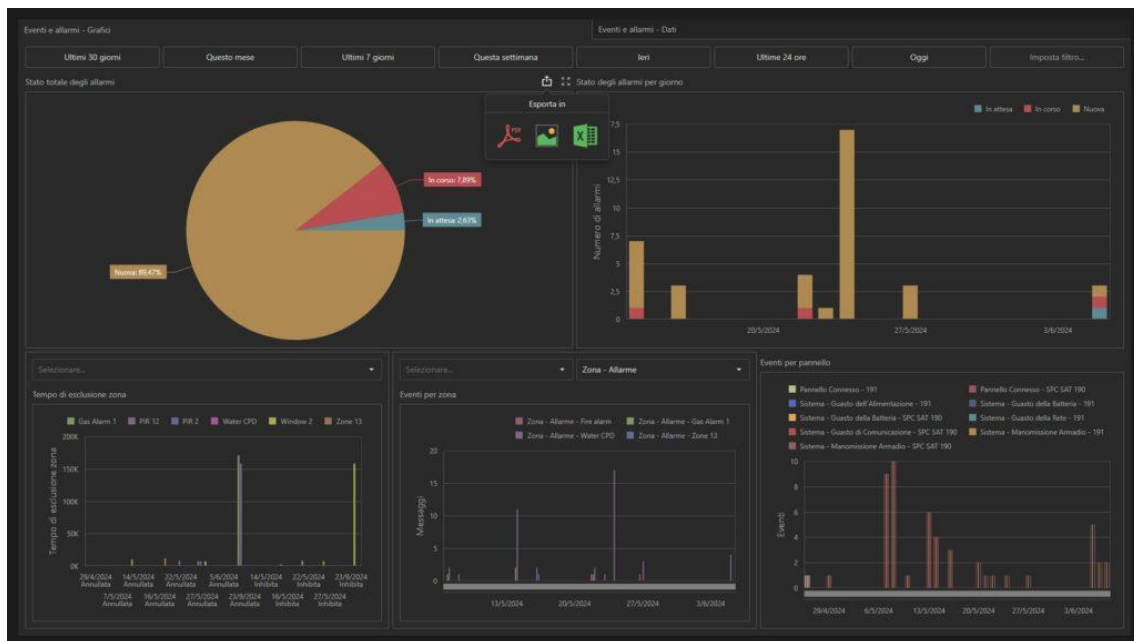 Eventi e allarmi - Grafici
Eventi e allarmi - Dati
Ultimi 30 giorni
Questo mese
Ultimi 7 giorni
Questa settimana
Ieri
Ultime 24 ore
Oggi
Imposta filtro...
Stato totale degli allarmi
Esporta in
PDF
In corso: 7,89%
In attesa: 2,63%
Nuova: 89,47%
Stato degli allarmi per giorno
In attesa
In corso
Nuova
Numero di allarmi
7,5
15
12,5
10
7,5
5
2,5
0
20/5/2024
27/5/2024
3/6/2024
Selezionare...
Tempo di esclusione zona
Gas Alarm 1
PIR 12
PIR 2
Water CPD
Window 2
Zone 13
Tempo di esclusione zona
200K
150K
100K
50K
0K
29/4/2024 14/5/2024 22/5/2024 5/6/2024 14/5/2024 22/5/2024 23/9/2024
Annullata Annullata Annullata Annullata Inibita Inibita Inibita
7/5/2024 16/5/2024 27/5/2024 23/9/2024 16/5/2024 27/5/2024
Annullata Annullata Annullata Annullata Inibita Inibita
Selezionare...
Zona - Allarme
Eventi per zona
Zona - Allarme - Fire alarm
Zona - Allarme - Gas Alarm 1
Zona - Allarme - Water CPD
Zona - Allarme - Zone 13
Messaggi
20
15
10
5
0
13/5/2024
20/5/2024
27/5/2024
3/6/2024
Eventi per pannello
Pannello Connesso - 191
Pannello Connesso - SPC SAT 190
Sistema - Guasto dell'Alimentazione - 191
Sistema - Guasto della Batteria - 191
Sistema - Guasto della Batteria - SPC SAT 190
Sistema - Guasto della Rete - 191
Sistema - Guasto di Comunicazione - SPC SAT 190
Sistema - Manomissione Armadio - 191
Sistema - Manomissione Armadio - SPC SAT 190
Eventi
10
8
6
4
2
0
29/4/2024
6/5/2024
13/5/2024
20/5/2024
27/5/2024
3/6/2024